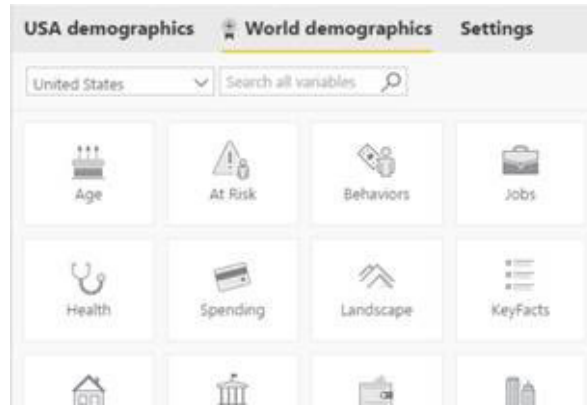 USA demographics World demographics Settings
United States Search all variables
Age At Risk Behaviors Jobs
Health Spending Landscape KeyFacts